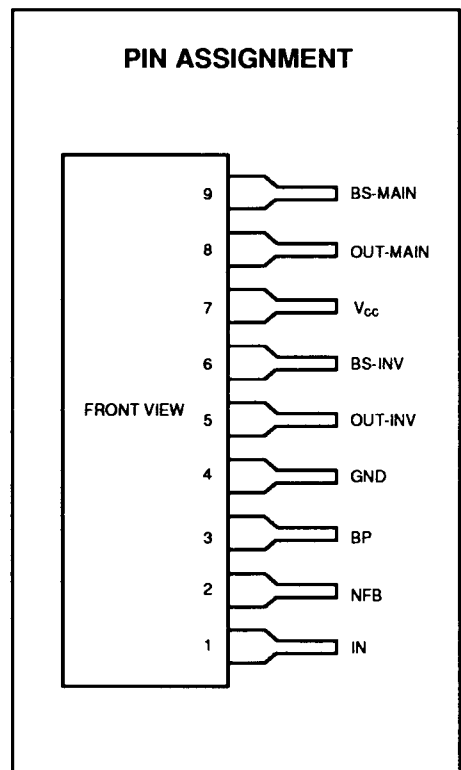 PIN ASSIGNMENT
9 BS-MAIN
8 OUT-MAIN
7 Vcc
6 BS-INV
FRONT VIEW
5 OUT-INV
4 GND
3 BP
2 NFB
1 IN